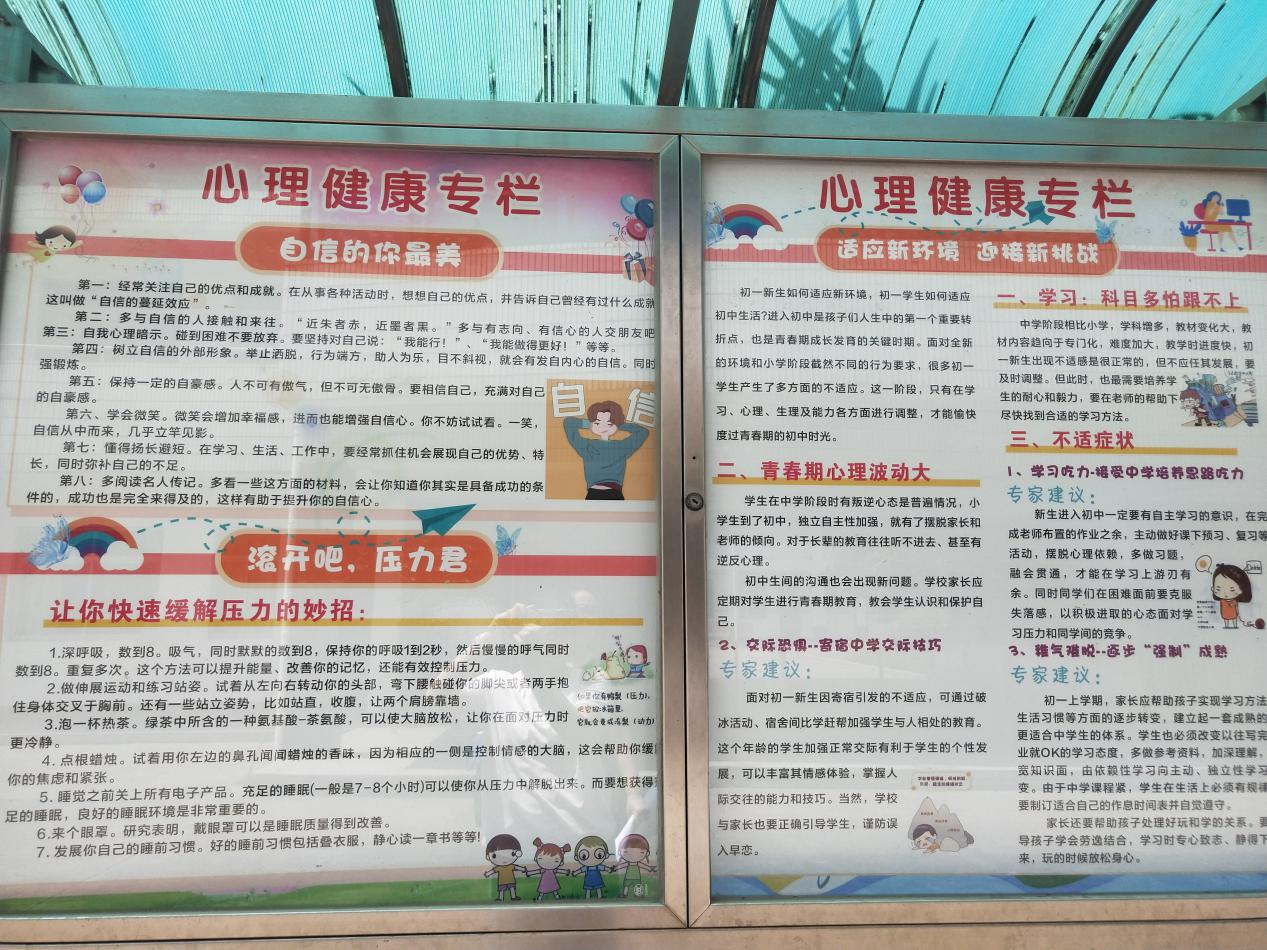 心理健康专栏
自信的你最美
第一：经常关注自己的优点和成就。在从事各种活动时，想想自己的优点，并告诉自己曾经有过什么成就
这叫做“自信的蔓延效应”。
第二：多与自信的人接触和来往。“近朱者赤，近墨者黑。”多与有志向、有信心的人交朋友吧
第三：自我心理暗示。碰到困难不要放弃。要坚持对自己说：“我能行！”、“我能做得更好！”等等。
第四：树立自信的外部形象。举止洒脱，行为端方，助人为乐，目不斜视，就会有发自内心的自信。同时
强锻炼。
第五：保持一定的自豪感。人不可有傲气，但不可无傲骨。要相信自己，充满对自己
的自豪感。
第六、学会微笑。微笑会增加幸福感，进而也能增强自信心。你不妨试试看。一笑，
自信从中而来，几乎立竿见影。
第七：懂得扬长避短。在学习、生活、工作中，要经常抓住机会展现自己的优势、特
长，同时弥补自己的不足。
第八：多阅读名人传记。多看一些这方面的材料，会让你知道你其实是具备成功的条
件的，成功也是完全来得及的，这样有助于提升你的自信心。
自信
滚开吧，压力君
让你快速缓解压力的妙招：
1.深呼吸，数到8。吸气，同时默默的数到8，保持你的呼吸1到2秒，然后慢慢的呼气同时
数到8。重复多次。这个方法可以提升能量、改善你的记忆，还能有效控制压力。
2.做伸展运动和练习站姿。试着从左向右转动你的头部，弯下腰触碰你的脚尖或者两手抱
住身体交叉于胸前。还有一些站立姿势，比如站直，收腹，让两个肩膀靠墙。
3.泡一杯热茶。绿茶中所含的一种氨基酸-茶氨酸，可以使大脑放松，让你在面对压力时
更冷静。
4.点根蜡烛。试着用你左边的鼻孔闻闻蜡烛的香味，因为相应的一侧是控制情感的大脑，这会帮助你缓
你的焦虑和紧张。
5.睡觉之前关上所有电子产品。充足的睡眠(一般是7-8个小时)可以使你从压力中解脱出来。而要想获得
足的睡眠，良好的睡眠环境是非常重要的。
6.来个眼罩。研究表明，戴眼罩可以是睡眠质量得到改善。
7.发展你自己的睡前习惯。好的睡前习惯包括叠衣服，静心读一章书等等!
心理健康专栏
适应新环境 迎接新挑战
初一新生如何适应新环境，初一学生如何适应
初中生活?进入初中是孩子们人生中的第一个重要转
折点，也是青春期成长发育的关键时期。面对全新
的环境和小学阶段截然不同的行为要求，很多初一
学生产生了多方面的不适应。这一阶段，只有在学
习、心理、生理及能力各方面进行调整，才能愉快
度过青春期的初中时光。
二、青春期心理波动大
学生在中学阶段时有叛逆心态是普遍情况，小
学生到了初中，独立自主性加强，就有了摆脱家长和
老师的倾向。对于长辈的教育往往听不进去、甚至有
逆反心理。
初中生间的沟通也会出现新问题。学校家长应
定期对学生进行青春期教育，教会学生认识和保护自
己。
2、交际恐惧--寄宿中学交际技巧
专家建议：
面对初一新生因寄宿引发的不适应，可通过破
冰活动、宿舍间比学赶帮加强学生与人相处的教育。
这个年龄的学生加强正常交际有利于学生的个性发
展，可以丰富其情感体验，掌握人
际交往的能力和技巧。当然，学校
与家长也要正确引导学生，谨防误
入早恋。
一、学习：科目多怕跟不上
中学阶段相比小学，学科增多，教材变化大，教
材内容趋向于专门化，难度加大，教学时进度快，初
一新生出现不适感是很正常的，但不应任其发展，要
及时调整。但此时，也最需要培养学
生的耐心和毅力，要在老师的帮助下
尽快找到合适的学习方法。
三、不适症状
1、学习吃力-接受中学培养思路吃力
专家建议：
新生进入初中一定要有自主学习的意识，在完
成老师布置的作业之余，主动做好课下预习、复习等
活动，摆脱心理依赖，多做习题，
融会贯通，才能在学习上游刃有
余。同时同学们在困难面前要克服
失落感，以积极进取的心态面对学
习压力和同学间的竞争。
3、稚气难脱--逐步“强制”成熟
专家建议：
初一上学期，家长应帮助孩子实现学习方法
生活习惯等方面的逐步转变，建立起一套成熟的
更适合中学生的体系。学生也必须改变以往写完
业就OK的学习态度，多做参考资料，加深理解，
宽知识面，由依赖性学习向主动、独立性学习
变。由于中学课程紧，学生在生活上必须有规律
要制订适合自己的作息时间表并自觉遵守。
家长还要帮助孩子处理好玩和学的关系。要
导孩子学会劳逸结合，学习时专心致志、静得下
来，玩的时候放松身心。